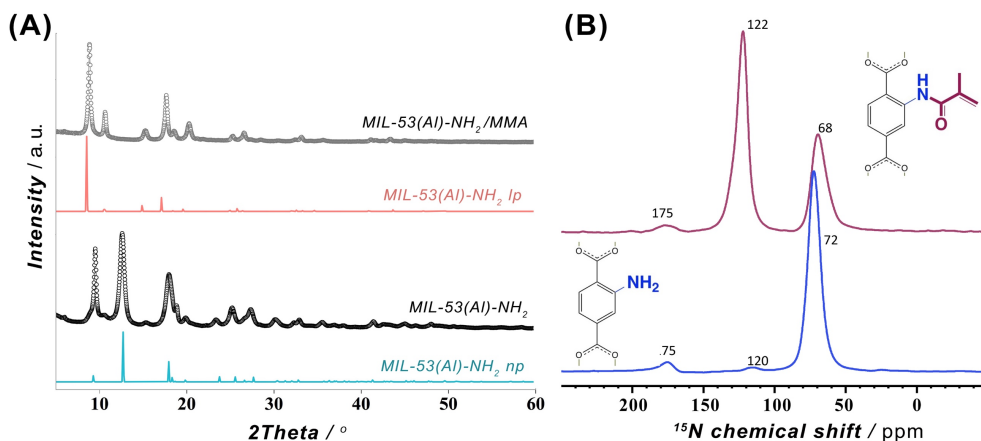 (A)
Intensity / a.u.
MIL-53(Al)-NH₂/MMA
MIL-53(Al)-NH₂ lp
MIL-53(Al)-NH₂
MIL-53(Al)-NH₂ np
10 20 30 40 50 60
2Theta / °
(B)
122
68
175
72
.75
120
O O
H
N
O
O O
O O
NH₂
O O
200 150 100 50 0
¹⁵N chemical shift / ppm